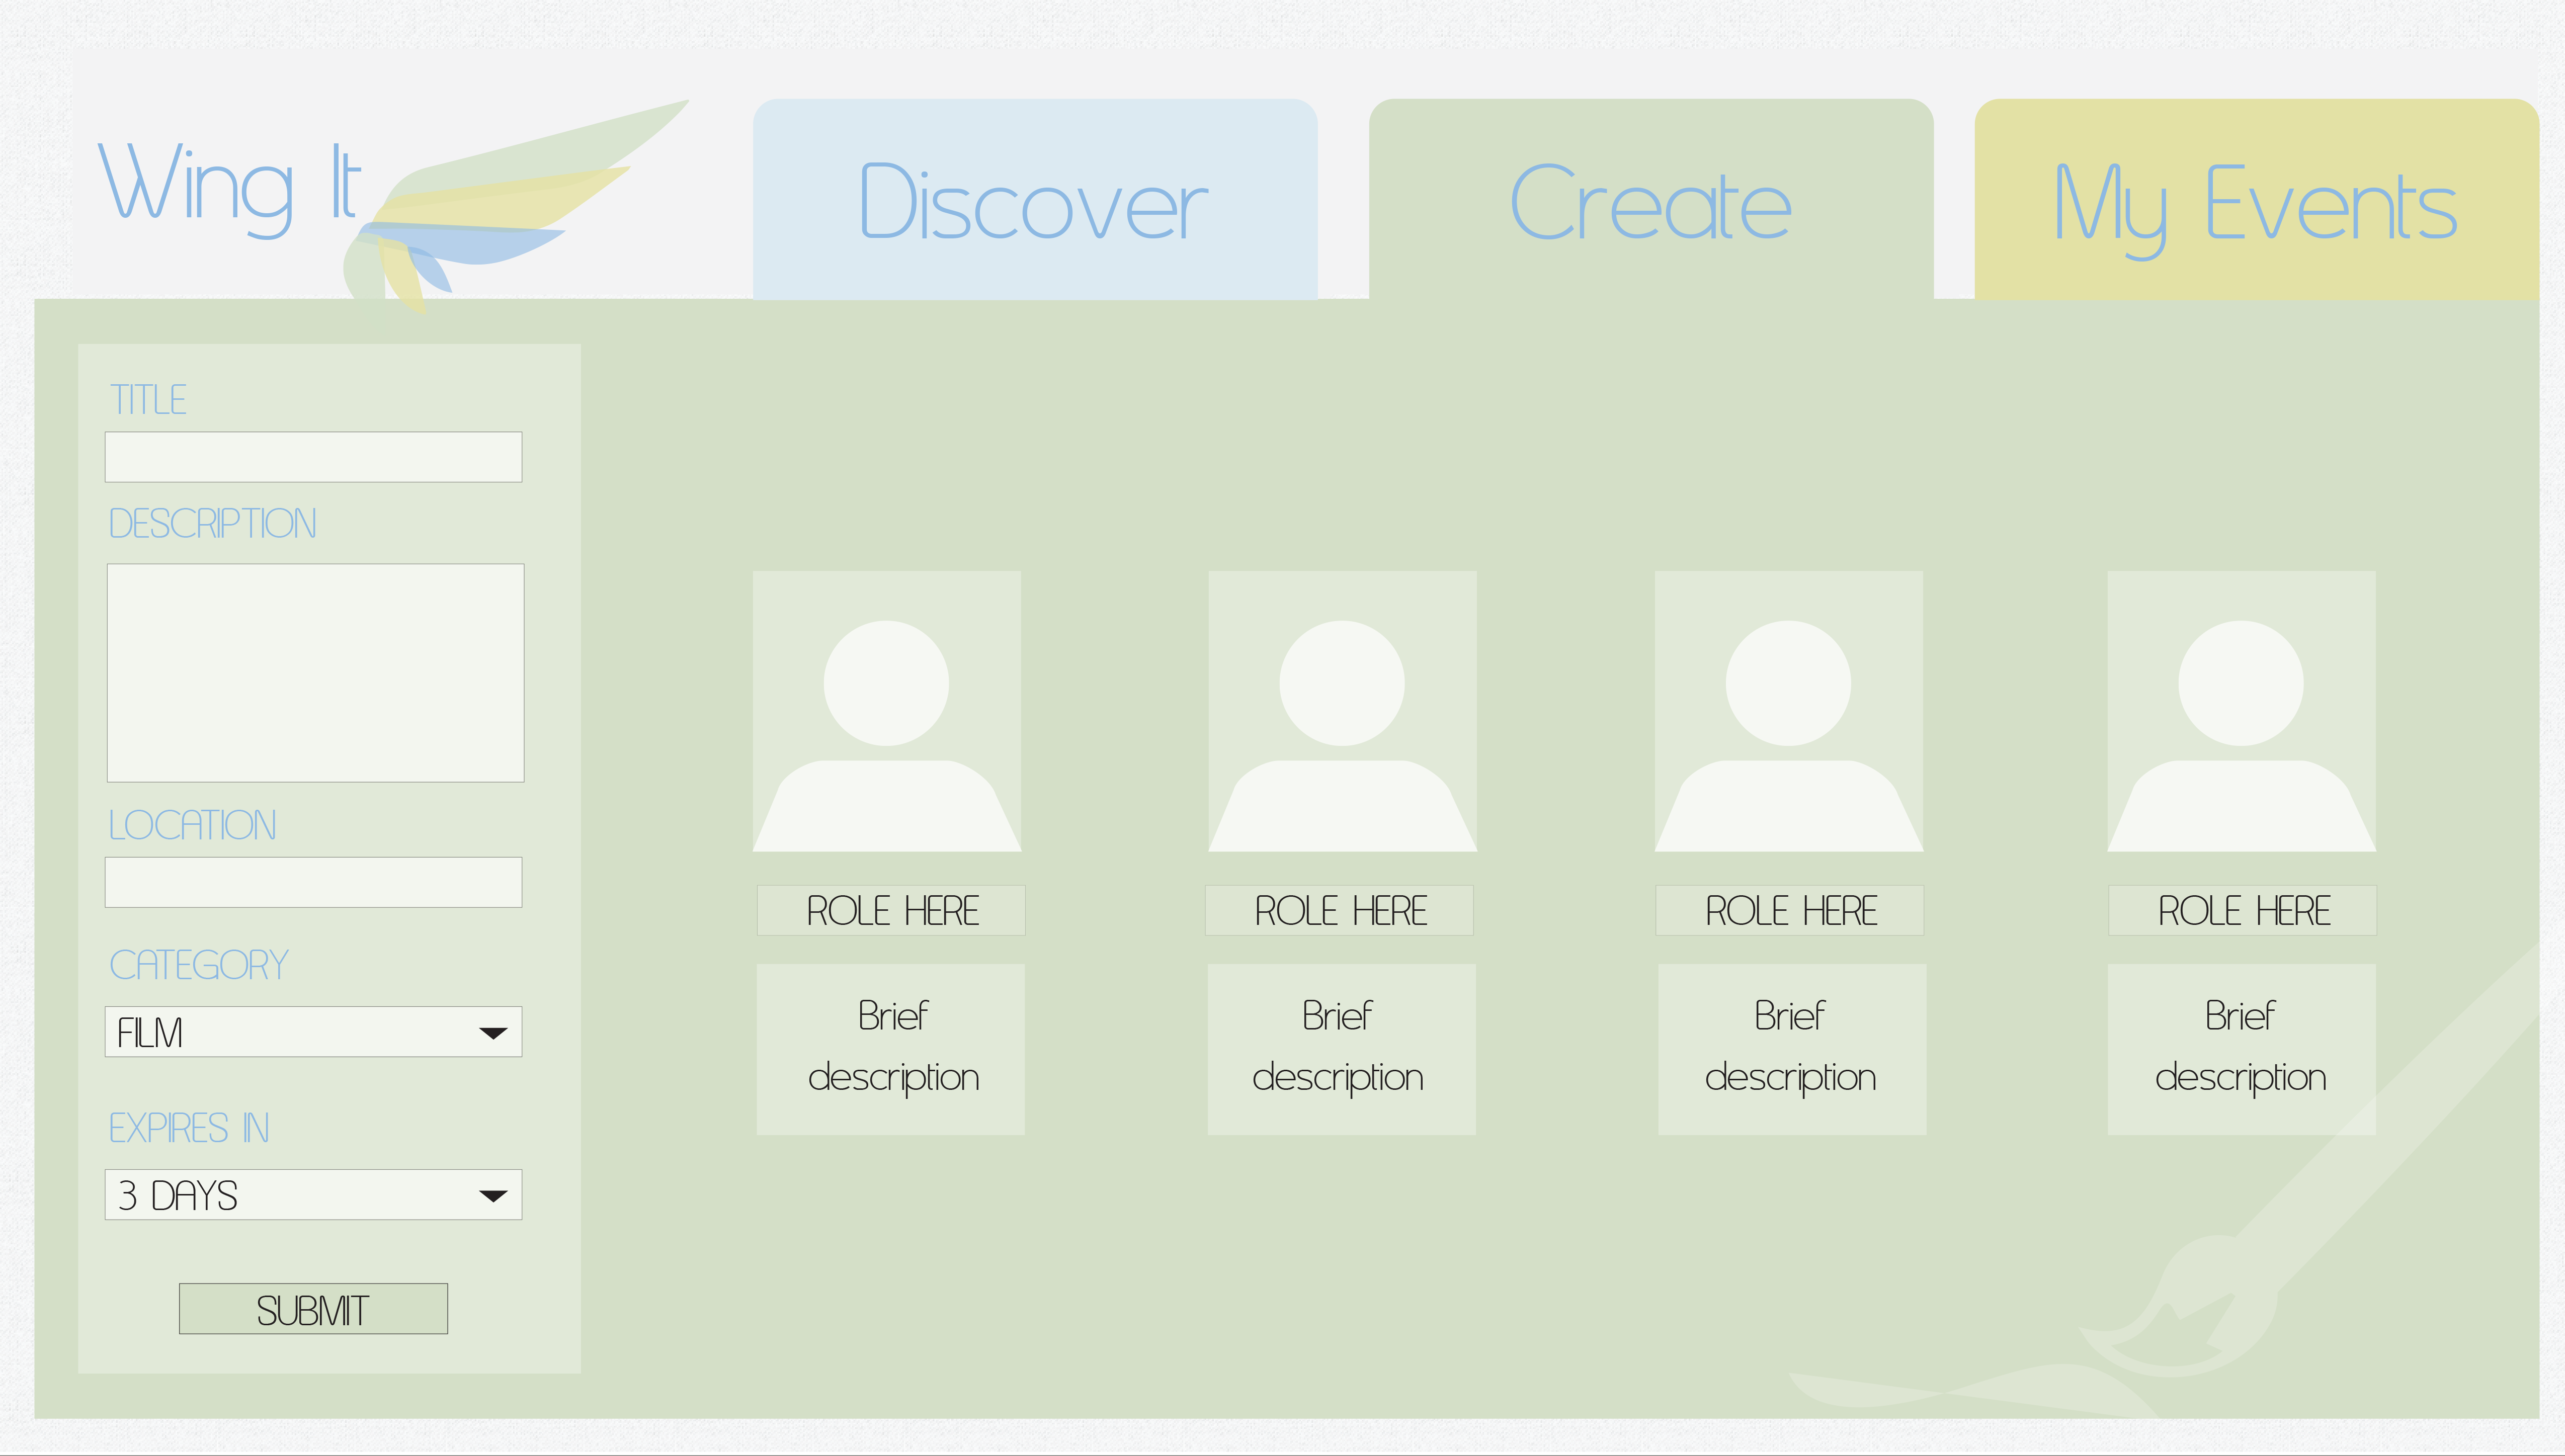 Wing It
Discover
Create
My Events
TITLE
DESCRIPTION
LOCATION
CATEGORY
FILM
EXPIRES IN
3 DAYS
SUBMIT
ROLE HERE
ROLE HERE
ROLE HERE
ROLE HERE
Brief
description
Brief
description
Brief
description
Brief
description